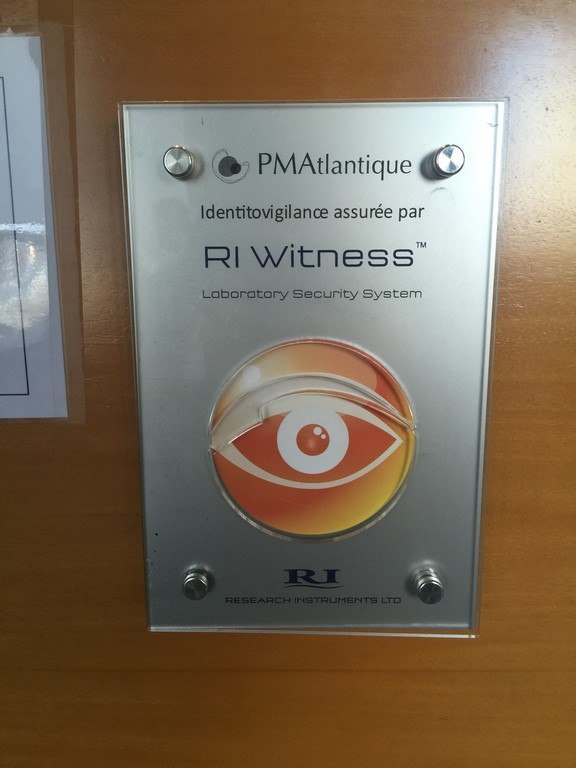 PMAtlantique
Identitovigilance assurée par
RI Witness™
Laboratory Security System
RI
RESEARCH INSTRUMENTS LTD